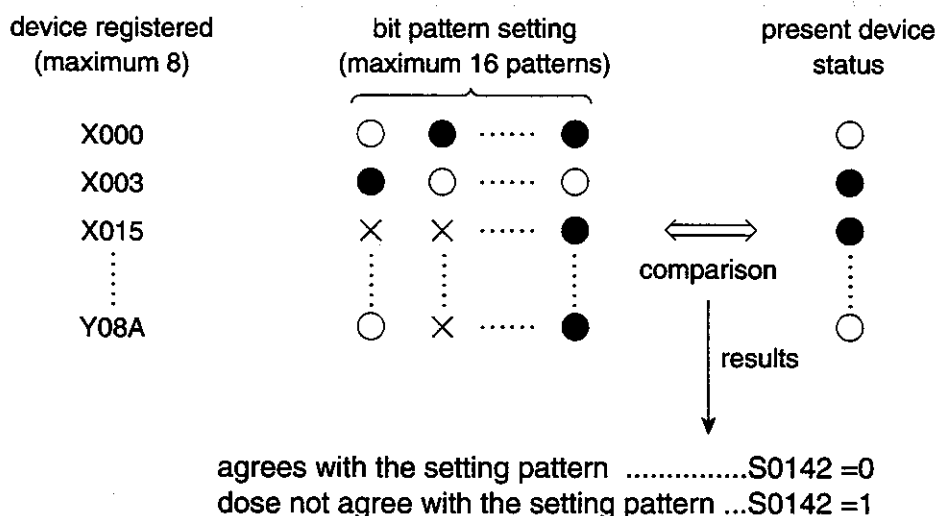 device registered
(maximum 8)
bit pattern setting
(maximum 16 patterns)
present device
status
X000
X003
X015
Y08A
comparison
results
agrees with the setting pattern ...............S0142 =0
dose not agree with the setting pattern ...S0142 =1